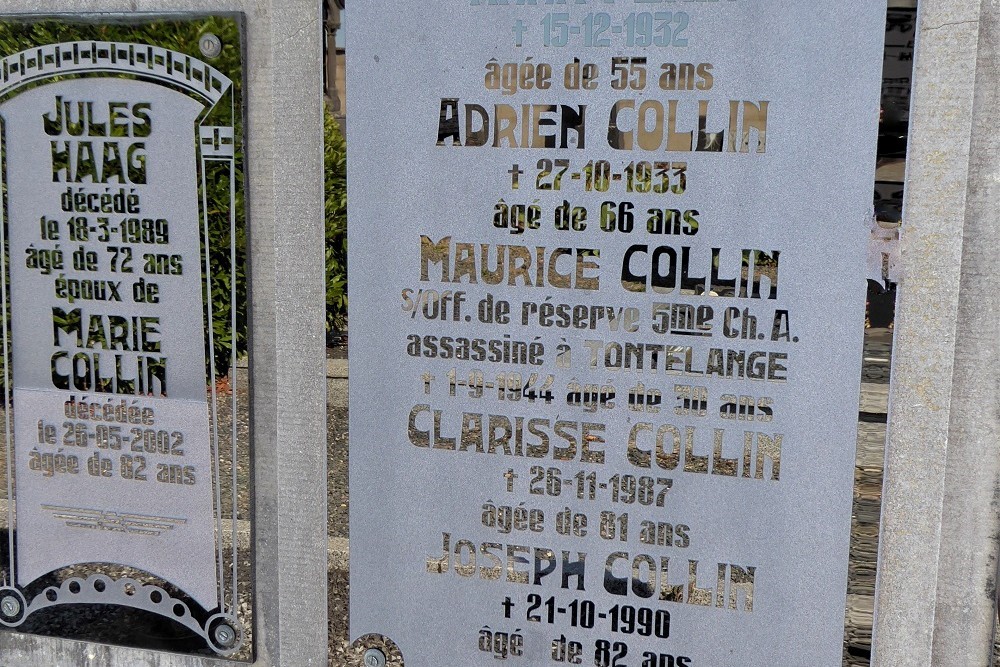 JULES
HAAG
décédé
le 18-3-1989
âgé de 72 ans
époux de
MARIE
COLLIN
décédée
le 26-05-2002
âgée de 82 ans
† 15-12-1932
âgée de 55 ans
ADRIEN COLLIN
† 27-10-1933
âgé de 66 ans
MAURICE COLLIN
S/Off. de réserve 5me Ch. A.
assassiné à TONTELANGE
† 1-9-1944 âgé de 30 ans
CLARISSE COLLIN
† 26-11-1987
âgée de 81 ans
JOSEPH COLLIN
† 21-10-1990
âgé de 82 ans